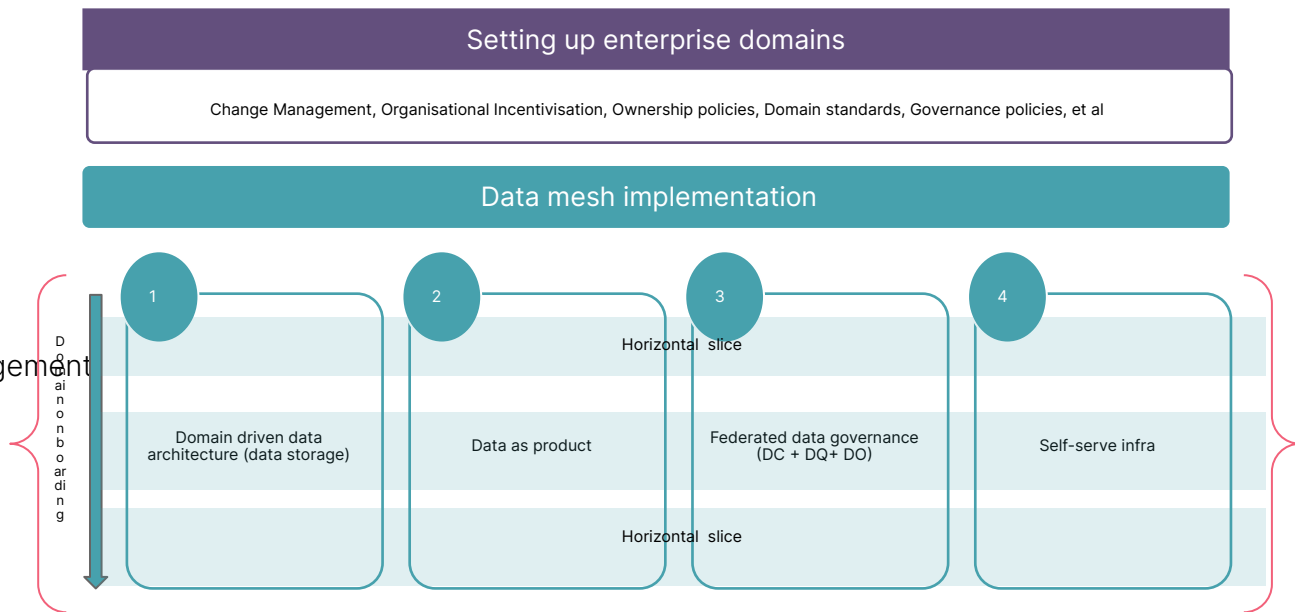 Setting up enterprise domains
Change Management, Organisational Incentivisation, Ownership policies, Domain standards, Governance policies, et al
Data mesh implementation
1
2
3
4
Horizontal slice
gement
Domain onboarding
Domain driven data
architecture (data storage)
Data as product
Federated data governance
(DC + DQ+ DO)
Self-serve infra
Horizontal slice